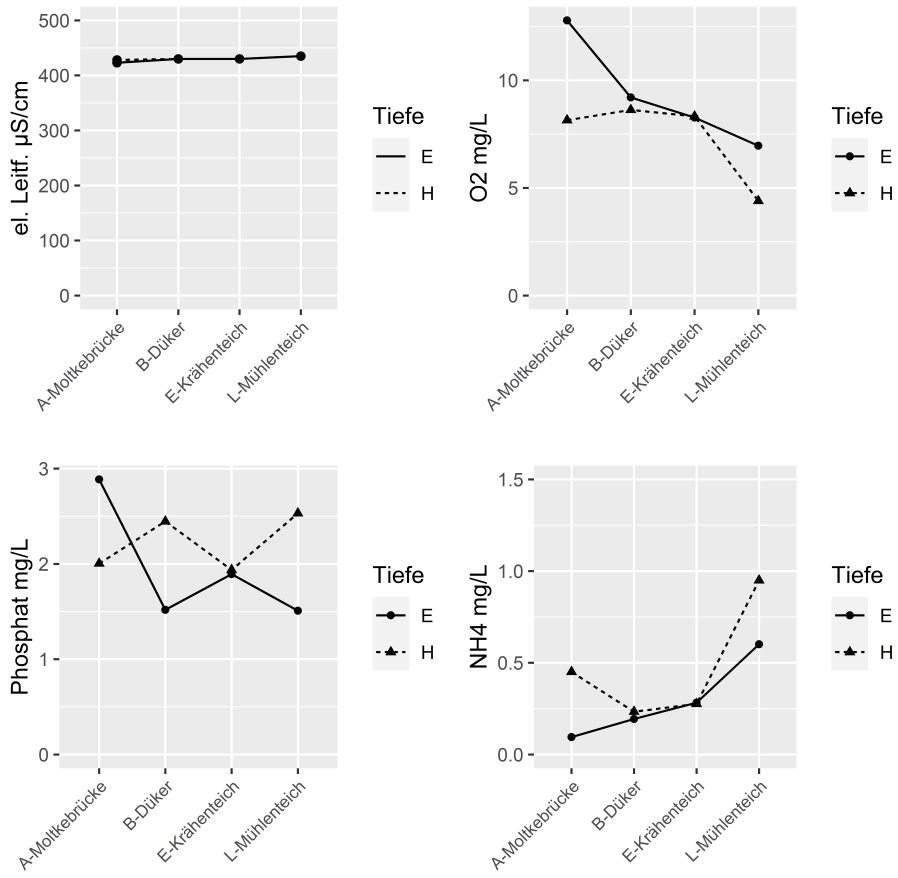 el. Leitf. µS/cm
500
400
300
200
100
0
A-Moltkebrücke
B-Düker
E-Krähenteich
L-Mühlenteich
Tiefe
E
H
O2 mg/L
10
5
0
A-Moltkebrücke
B-Düker
E-Krähenteich
L-Mühlenteich
Tiefe
E
H
Phosphat mg/L
3
2
1
0
A-Moltkebrücke
B-Düker
E-Krähenteich
L-Mühlenteich
Tiefe
E
H
NH4 mg/L
1.5
1.0
0.5
0.0
A-Moltkebrücke
B-Düker
E-Krähenteich
L-Mühlenteich
Tiefe
E
H